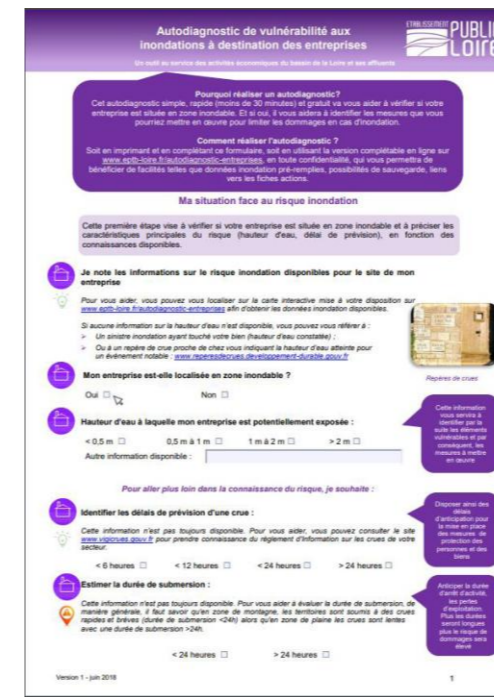 Autodiagnostic de vulnérabilité aux
inondations à destination des entreprises
Un outil au service des activités économiques du bassin de la Loire et ses affluents
ETABLISSEMENT PUBLIC
LOIRE
Pourquoi réaliser un autodiagnostic?
Cet autodiagnostic simple, rapide (moins de 30 minutes) et gratuit va vous aider à vérifier si votre
entreprise est située en zone inondable. Et si oui, il vous aidera à identifier les mesures que vous
pourriez mettre en œuvre pour limiter les dommages en cas d'inondation.
Comment réaliser l'autodiagnostic ?
Soit en imprimant et en complétant ce formulaire, soit en utilisant la version complétable en ligne sur
www.eptb-loire.fr/autodiagnostic-entreprises, en toute confidentialité, qui vous permettra de
bénéficier de facilités telles que données inondation pré-remplies, possibilités de sauvegarde, liens
vers les fiches actions.
Ma situation face au risque inondation
Cette première étape vise à vérifier si votre entreprise est située en zone inondable et à préciser les
caractéristiques principales du risque (hauteur d'eau, délai de prévision), en fonction des
connaissances disponibles.
Je note les informations sur le risque inondation disponibles pour le site de mon
entreprise
Pour vous aider, vous pouvez vous localiser sur la carte interactive mise à votre disposition sur
www.eptb-loire.fr/autodiagnostic-entreprises afin d'obtenir les données inondation disponibles.
Si aucune information sur la hauteur d'eau n'est disponible, vous pouvez vous référer à :
➢ Un sinistre inondation ayant touché votre bien (hauteur d'eau constatée) ;
➢ Ou à un repère de crue proche de chez vous indiquant la hauteur d'eau atteinte pour
un évènement notable : www.reperesdecrues.developpement-durable.gouv.fr
Repères de crues
Mon entreprise est-elle localisée en zone inondable ?
Oui ☐ Non ☐
Hauteur d'eau à laquelle mon entreprise est potentiellement exposée :
< 0,5 m ☐ 0,5 m à 1 m ☐ 1 m à 2 m ☐ > 2 m ☐
Autre information disponible :
Cette information
vous servira à
identifier par la
suite les éléments
vulnérables et par
conséquent, les
mesures à mettre
en œuvre
Pour aller plus loin dans la connaissance du risque, je souhaite :
Identifier les délais de prévision d'une crue :
Cette information n'est pas toujours disponible. Pour vous aider, vous pouvez consulter le site
www.vigicrues.gouv.fr pour prendre connaissance du règlement d'Information sur les crues de votre
secteur.
< 6 heures ☐ < 12 heures ☐ < 24 heures ☐ > 24 heures ☐
Disposer ainsi des
délais
d'anticipation pour
la mise en place
des mesures de
protection des
personnes et des
biens
Estimer la durée de submersion :
Cette information n'est pas toujours disponible. Pour vous aider à évaluer la durée de submersion, de
manière générale, il faut savoir qu'en zone de montagne, les territoires sont soumis à des crues
rapides et brèves (durée de submersion <24h) alors qu'en zone de plaine les crues sont lentes
avec une durée de submersion >24h.
< 24 heures ☐ > 24 heures ☐
Anticiper la durée
d'arrêt d'activité,
les pertes
d'exploitation.
Plus les durées
seront longues
plus le risque de
dommages sera
élevé
Version 1 - juin 2018
1